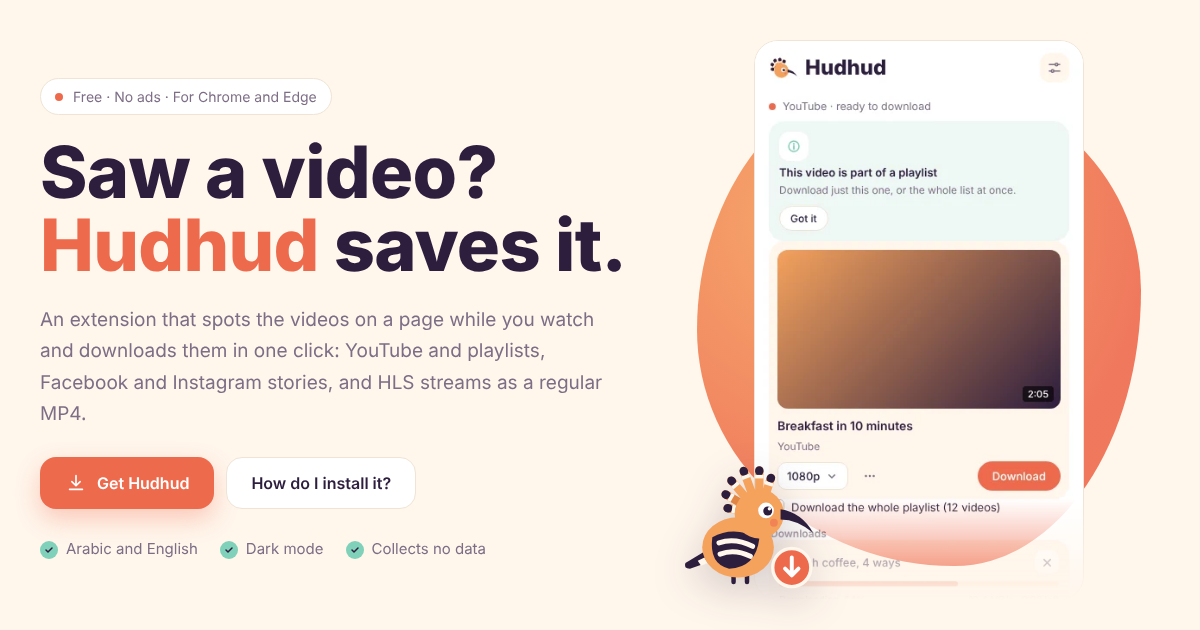 Free · No ads · For Chrome and Edge
Saw a video?
Hudhud saves it.
An extension that spots the videos on a page while you watch
and downloads them in one click: YouTube and playlists,
Facebook and Instagram stories, and HLS streams as a regular
MP4.
Get Hudhud
How do I install it?
Arabic and English
Dark mode
Collects no data
Hudhud
YouTube · ready to download
This video is part of a playlist
Download just this one, or the whole list at once.
Got it
2:05
Breakfast in 10 minutes
YouTube
1080p
Download
Download the whole playlist (12 videos)
Downloads
coffee, 4 ways